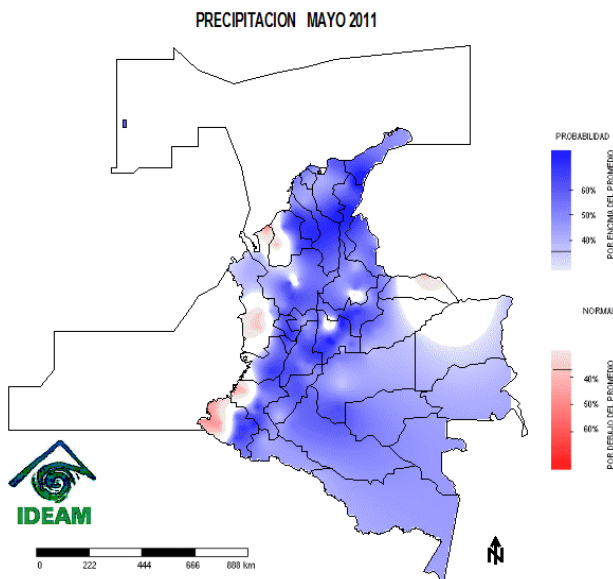 PRECIPITACION MAYO 2011
PROBABILIDAD
60%
50%
40%
POR ENCIMA DEL PROMEDIO
NORMAL
40%
50%
60%
POR DEBAJO DEL PROMEDIO
IDEAM
0 222 444 666 888 km
N